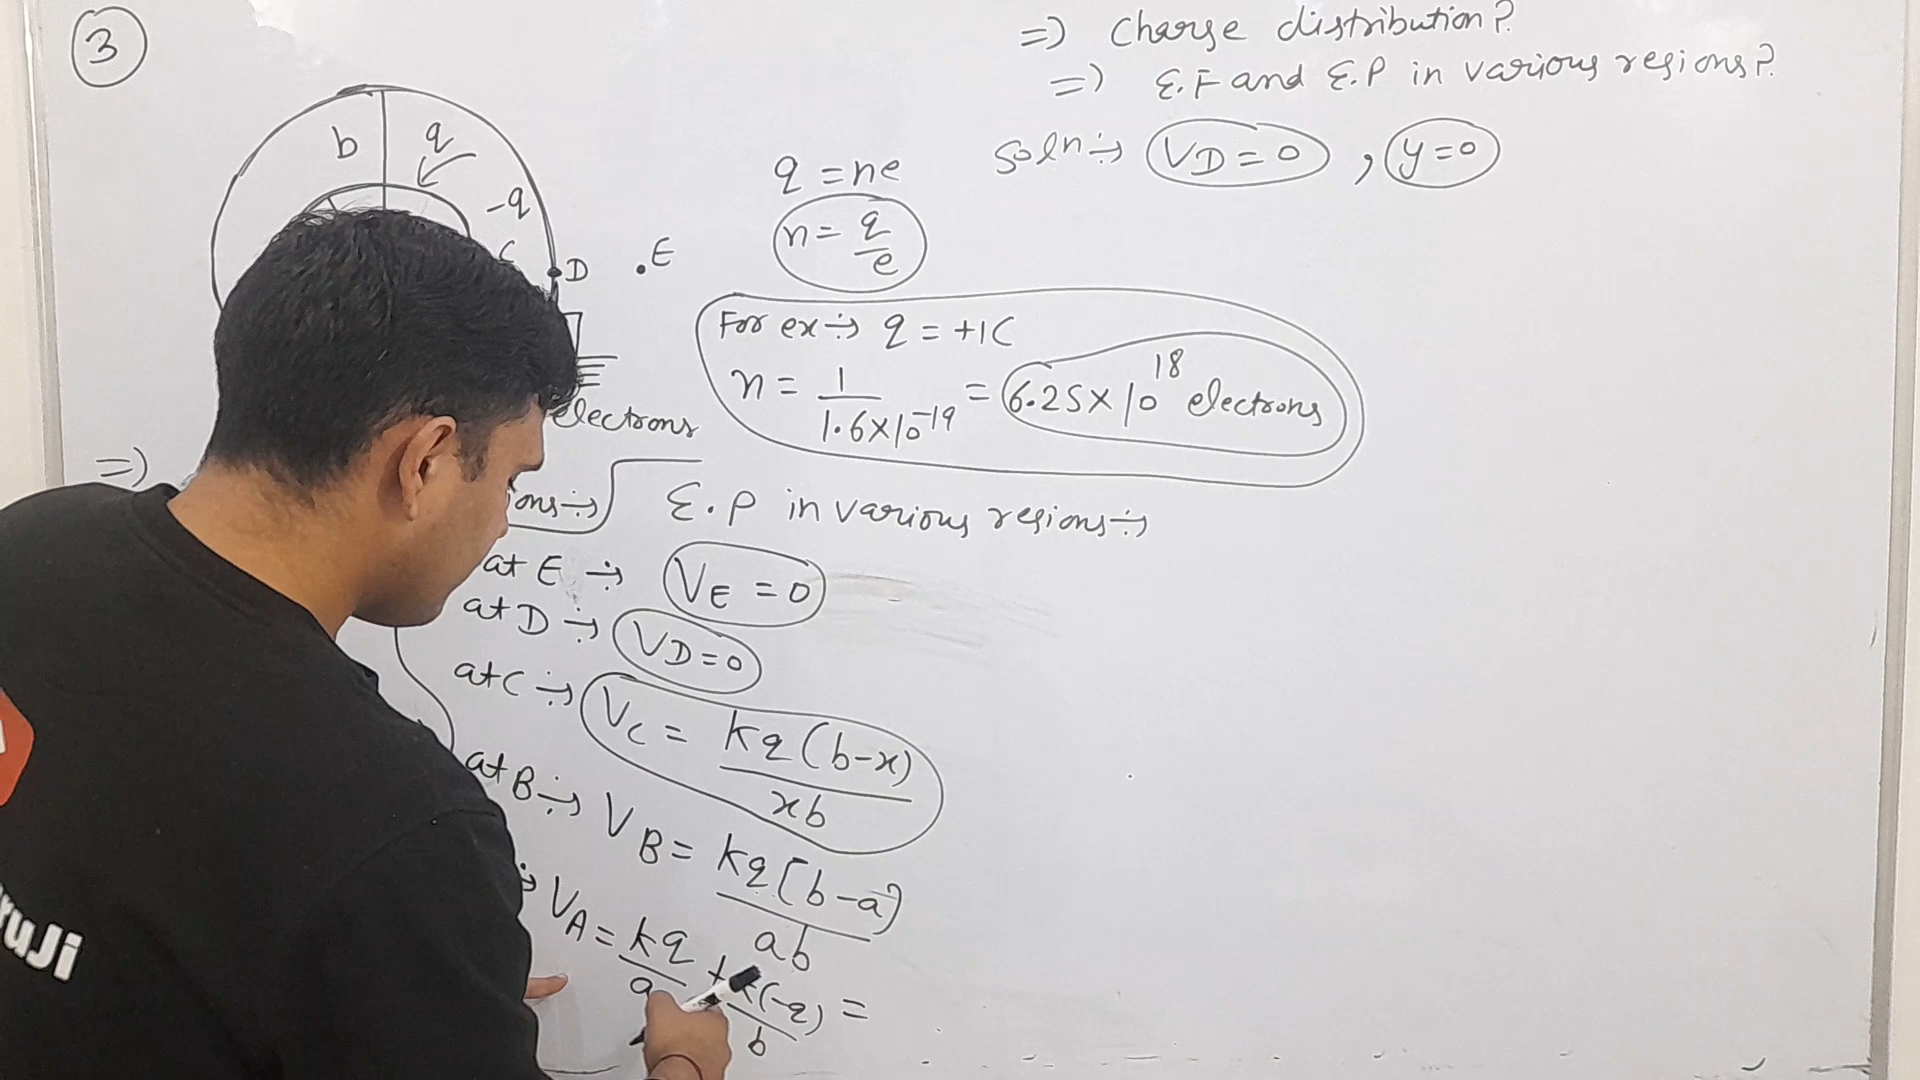 3
=) Charge distribution?
=) E.F and E.P in various regions?
Soln÷) VD = 0 , y=0
b q
-q
C D .E
q = ne
n = q/e
For ex÷) q = +1C
n = 1/1.6×10^-19 = 6.25×10^18 electrons
electrons
=) ons÷) E.P in various regions÷)
at E ÷) VE = 0
at D ÷) VD = 0
at C ÷) VC = kq(b-x)/xb
at B ÷) VB = kq[b-a]/ab
÷) VA = kq/a + k(-q)/b =
uJi